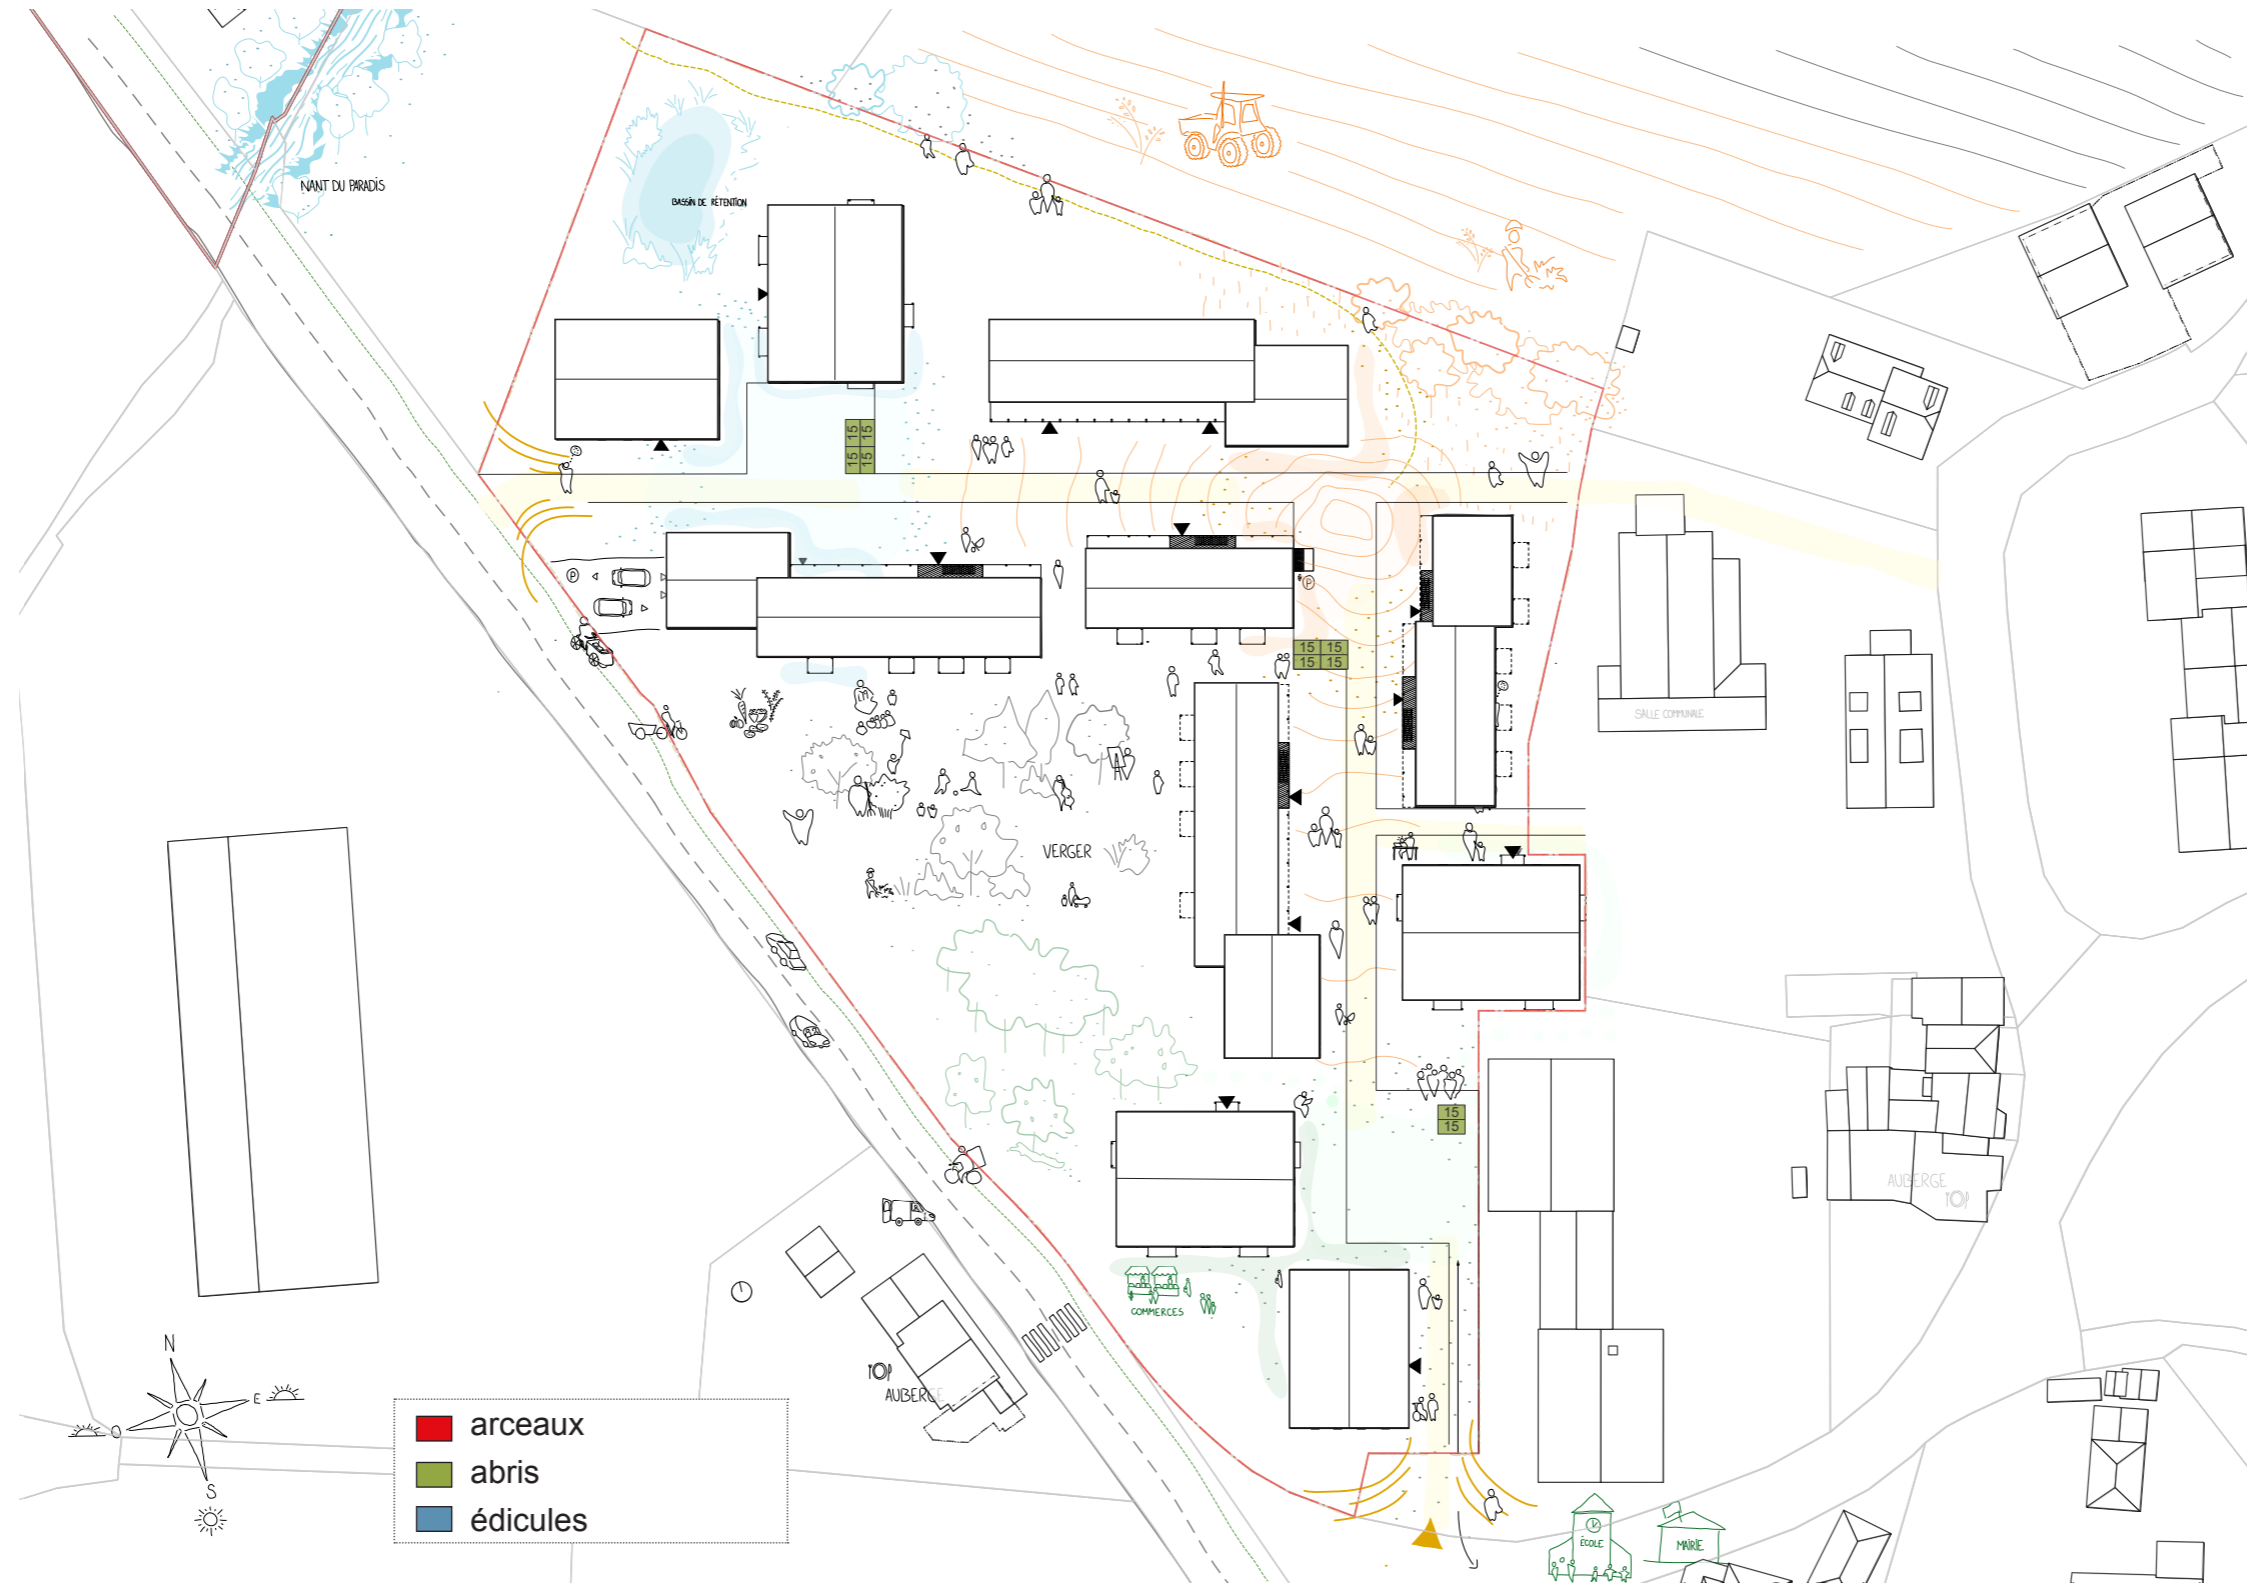 NANT DU PARADIS
BASSIN DE RÉTENTION
15 15
15 15
P
P
15 15
15 15
SALLE COMMUNALE
VERGER
15
15
AUBERGE
COMMERCES
N
E
O
S
AUBERGE
arceaux
abris
édicules
ÉCOLE
MAIRIE